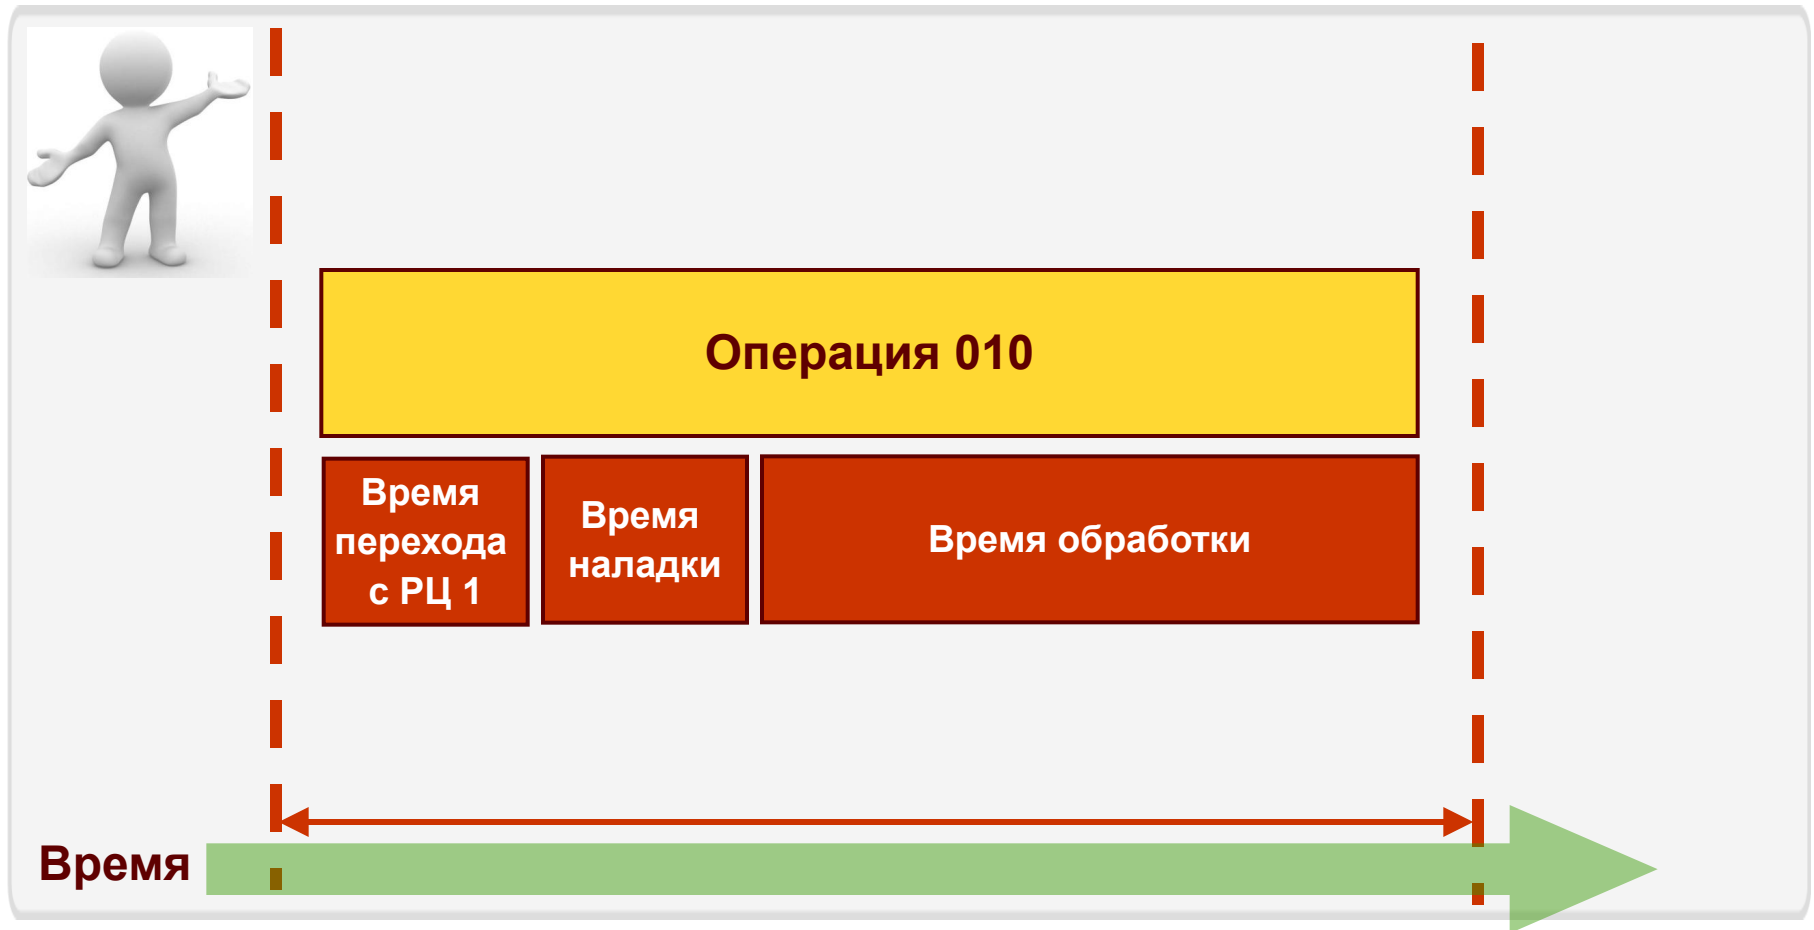 Операция 010
Время
перехода
с РЦ 1
Время
наладки
Время обработки
Время